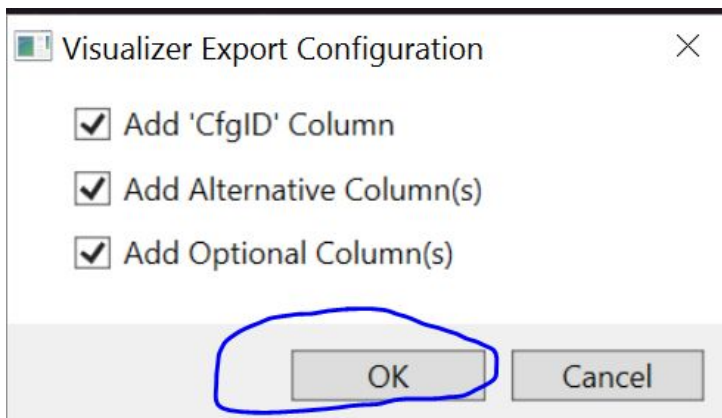 Visualizer Export Configuration
Add 'CfgID' Column
Add Alternative Column(s)
Add Optional Column(s)
OK Cancel